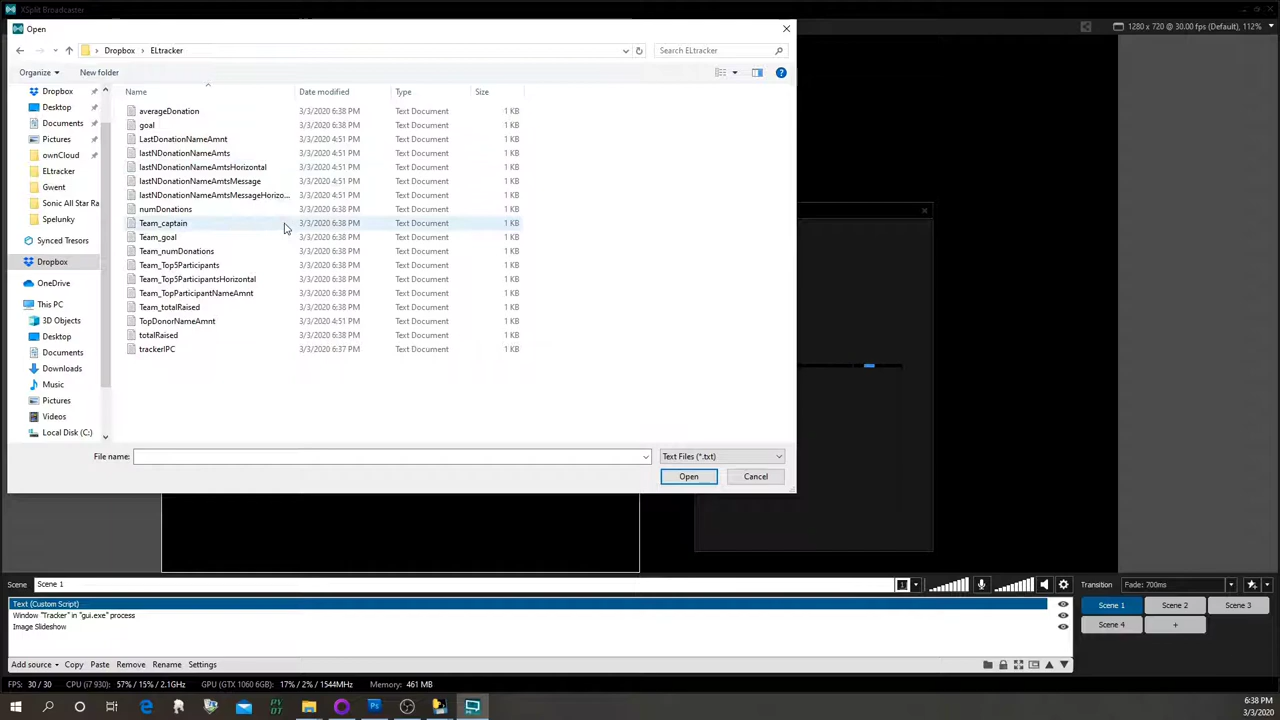 XSplit Broadcaster
Open
1280 x 720 @ 30.00 fps (Default), 112%
Dropbox › ELtracker
Search ELtracker
Organize
New folder
Name
Date modified
Type
Size
Dropbox
Desktop
Documents
Pictures
ownCloud
ELtracker
Gwent
Sonic All Star Ra
Spelunky
Synced Tresors
Dropbox
OneDrive
This PC
3D Objects
Desktop
Documents
Downloads
Music
Pictures
Videos
Local Disk (C:)
averageDonation 3/3/2020 6:38 PM Text Document 1 KB
goal 3/3/2020 6:38 PM Text Document 1 KB
LastDonationNameAmnt 3/3/2020 4:51 PM Text Document 1 KB
lastNDonationNameAmts 3/3/2020 4:51 PM Text Document 1 KB
lastNDonationNameAmtsHorizontal 3/3/2020 4:51 PM Text Document 1 KB
lastNDonationNameAmtsMessage 3/3/2020 4:51 PM Text Document 1 KB
lastNDonationNameAmtsMessageHorizo... 3/3/2020 4:51 PM Text Document 1 KB
numDonations 3/3/2020 6:38 PM Text Document 1 KB
Team_captain 3/3/2020 6:38 PM Text Document 1 KB
Team_goal 3/3/2020 6:38 PM Text Document 1 KB
Team_numDonations 3/3/2020 6:38 PM Text Document 1 KB
Team_Top5Participants 3/3/2020 6:38 PM Text Document 1 KB
Team_Top5ParticipantsHorizontal 3/3/2020 6:38 PM Text Document 1 KB
Team_TopParticipantNameAmnt 3/3/2020 6:38 PM Text Document 1 KB
Team_totalRaised 3/3/2020 6:38 PM Text Document 1 KB
TopDonorNameAmnt 3/3/2020 4:51 PM Text Document 1 KB
totalRaised 3/3/2020 6:38 PM Text Document 1 KB
trackerIPC 3/3/2020 6:37 PM Text Document 1 KB
File name:
Text Files (*.txt)
Open
Cancel
Scene
Scene 1
1
Transition
Fade: 700ms
Text (Custom Script)
Window "Tracker" in "gui.exe" process
Image Slideshow
Scene 1
Scene 2
Scene 3
Scene 4
+
Add source
Copy
Paste
Remove
Rename
Settings
FPS: 30 / 30
CPU (i7 930): 57% / 15% / 2.1GHz
GPU (GTX 1060 6GB): 17% / 2% / 1544MHz
Memory: 461 MB
6:38 PM
3/3/2020